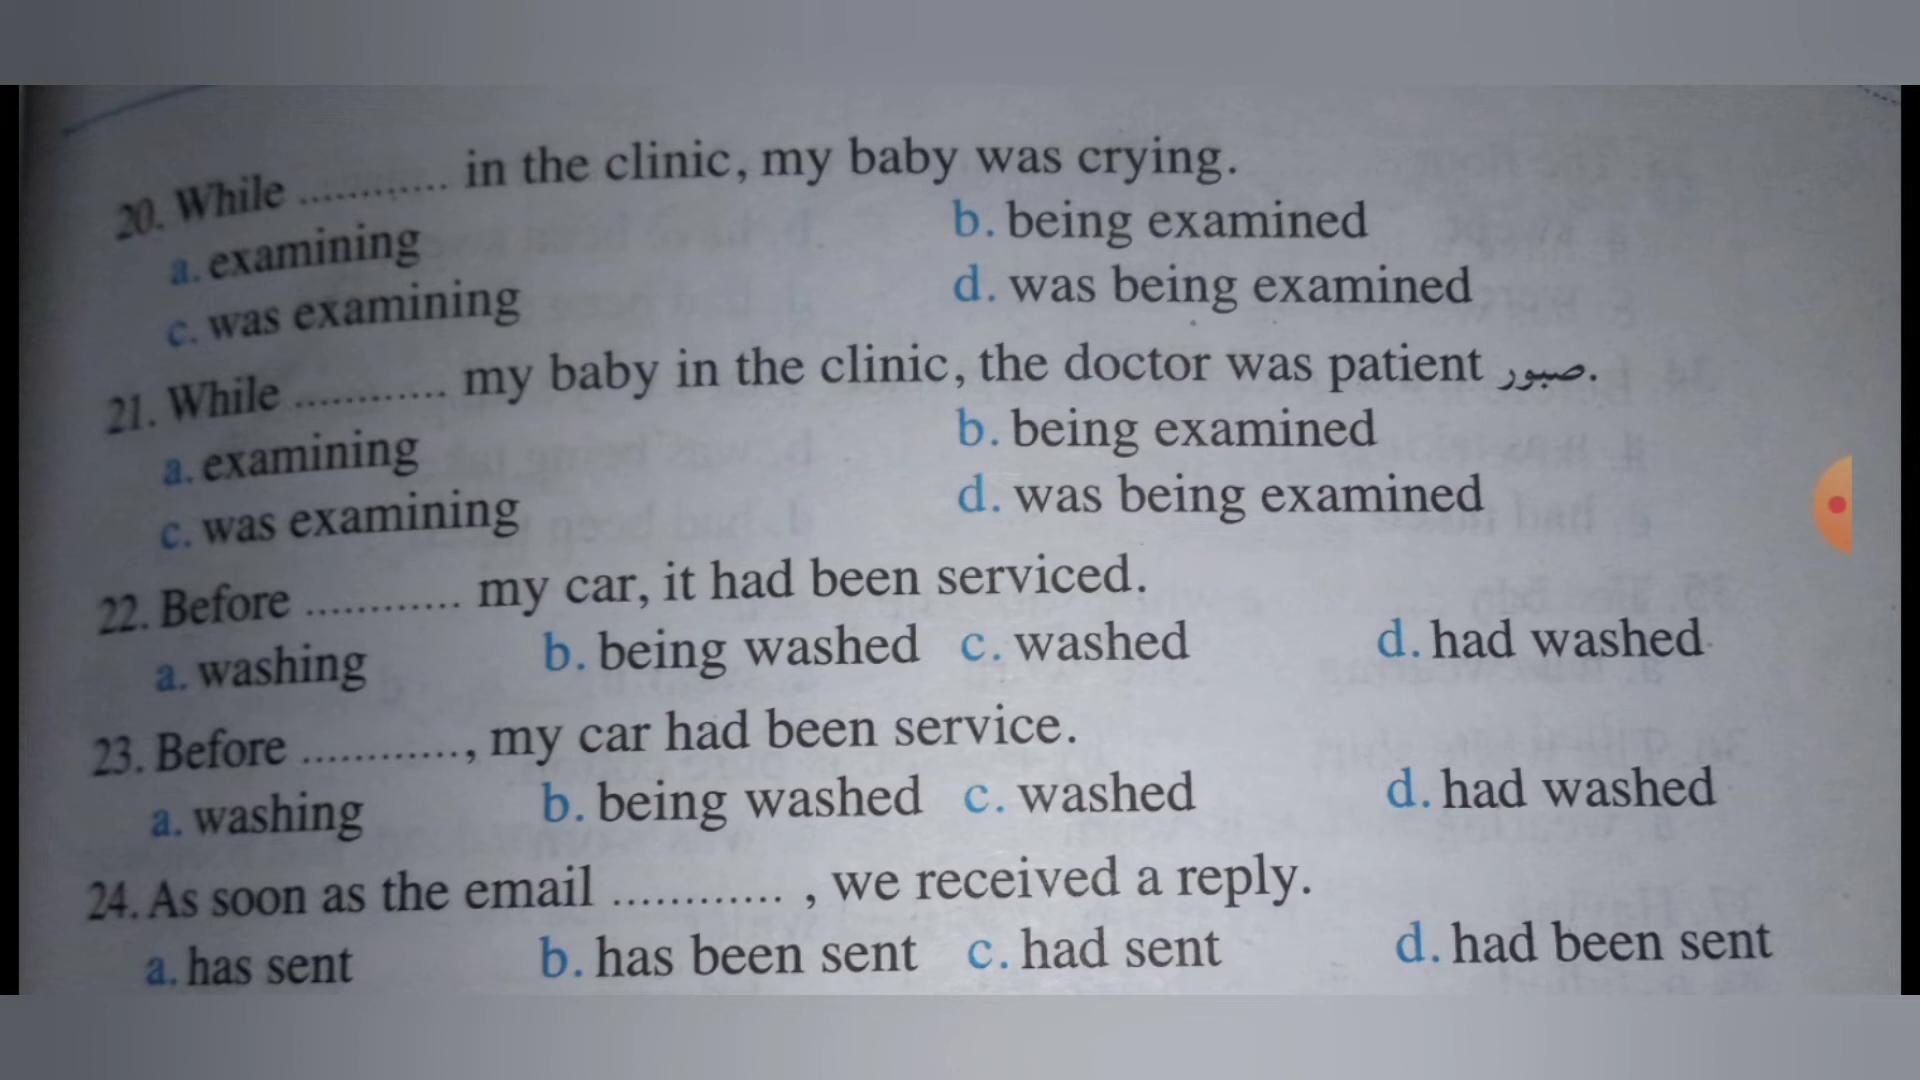 20. While ............ in the clinic, my baby was crying.
a. examining b. being examined
c. was examining d. was being examined
21. While ............ my baby in the clinic, the doctor was patient صبور.
a. examining b. being examined
c. was examining d. was being examined
22. Before ............ my car, it had been serviced.
a. washing b. being washed c. washed d. had washed
23. Before ............, my car had been service.
a. washing b. being washed c. washed d. had washed
24. As soon as the email ............ , we received a reply.
a. has sent b. has been sent c. had sent d. had been sent